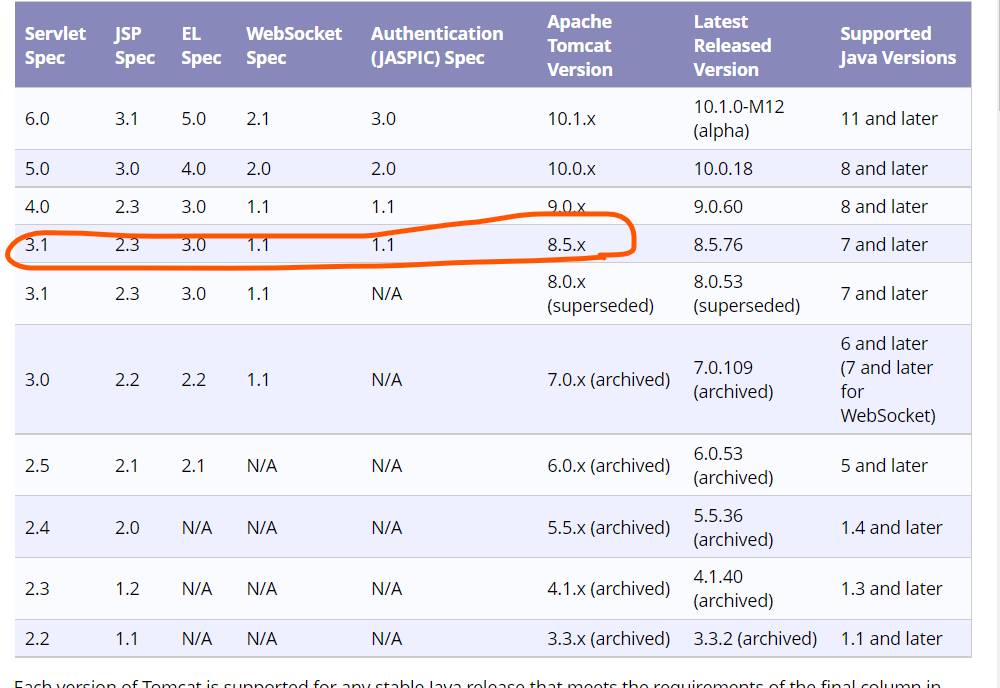 Servlet Spec JSP Spec EL Spec WebSocket Spec Authentication (JASPIC) Spec Apache Tomcat Version Latest Released Version Supported Java Versions
6.0 3.1 5.0 2.1 3.0 10.1.x 10.1.0-M12 (alpha) 11 and later
5.0 3.0 4.0 2.0 2.0 10.0.x 10.0.18 8 and later
4.0 2.3 3.0 1.1 1.1 9.0.x 9.0.60 8 and later
3.1 2.3 3.0 1.1 1.1 8.5.x 8.5.76 7 and later
3.1 2.3 3.0 1.1 N/A 8.0.x (superseded) 8.0.53 (superseded) 7 and later
3.0 2.2 2.2 1.1 N/A 7.0.x (archived) 7.0.109 (archived) 6 and later (7 and later for WebSocket)
2.5 2.1 2.1 N/A N/A 6.0.x (archived) 6.0.53 (archived) 5 and later
2.4 2.0 N/A N/A N/A 5.5.x (archived) 5.5.36 (archived) 1.4 and later
2.3 1.2 N/A N/A N/A 4.1.x (archived) 4.1.40 (archived) 1.3 and later
2.2 1.1 N/A N/A N/A 3.3.x (archived) 3.3.2 (archived) 1.1 and later
Each version of Tomcat is supported for any stable Java release that meets the requirements of the final column in